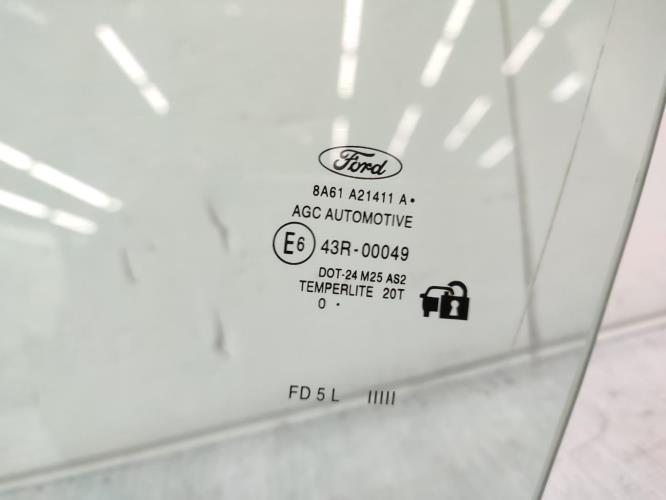 Ford
8A61 A21411 A•
AGC AUTOMOTIVE
E6 43R-00049
DOT-24 M25 AS2
TEMPERLITE 20T
0 •
FD 5 L IIIII